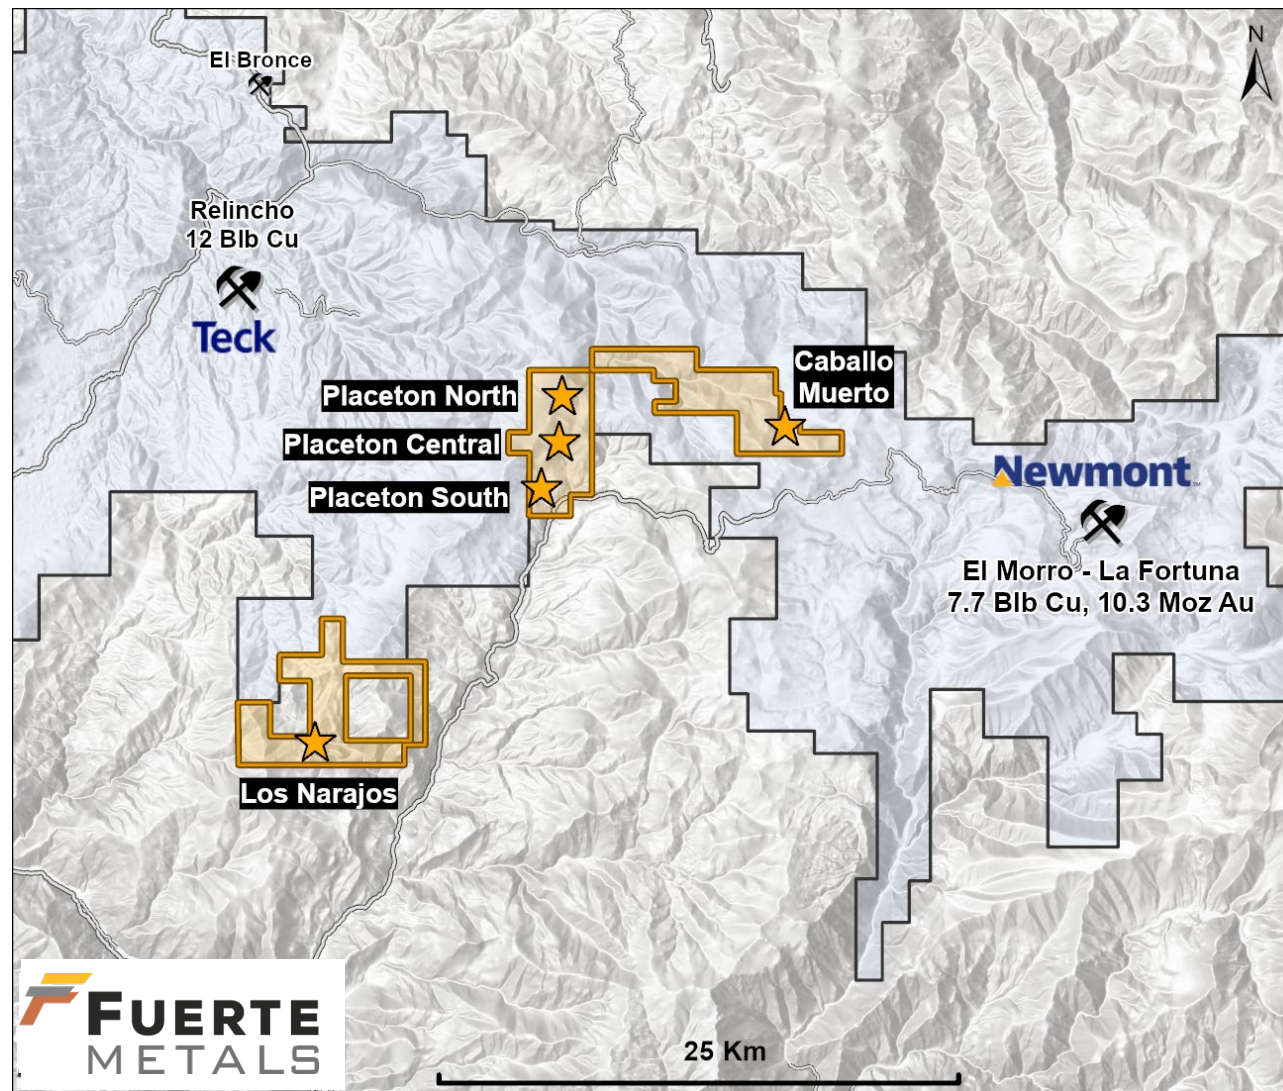 N
El Bronce
Relincho
12 Blb Cu
Teck
Placeton North
Placeton Central
Placeton South
Caballo
Muerto
Newmont™
El Morro - La Fortuna
7.7 Blb Cu, 10.3 Moz Au
Los Narajos
FUERTE
METALS
25 Km